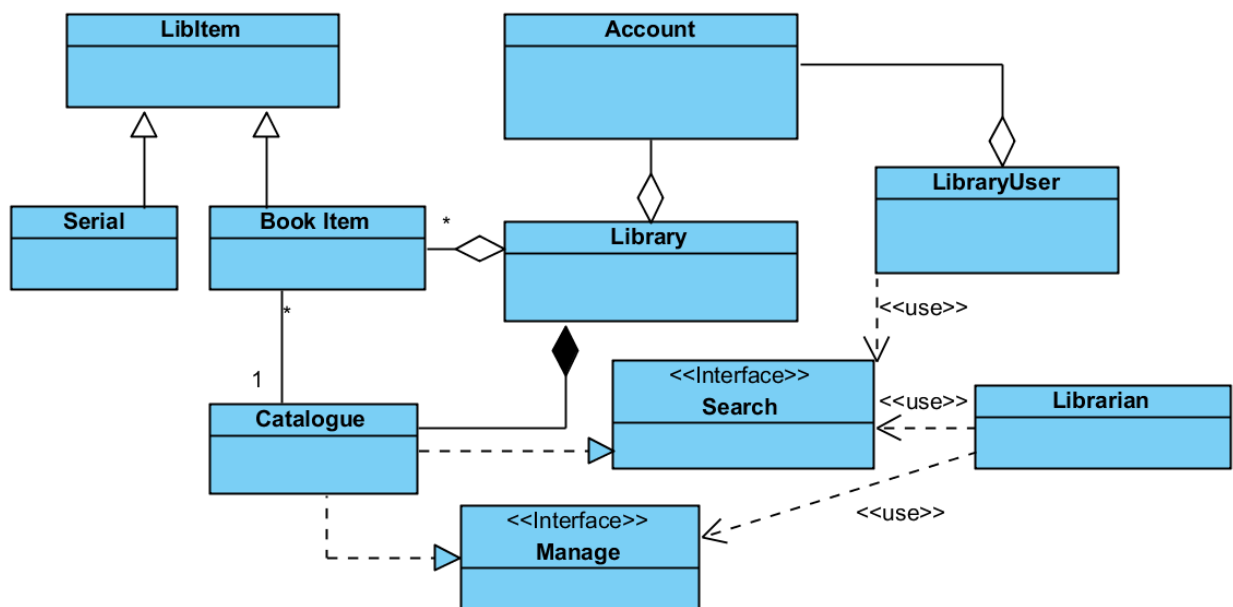 LibItem
Account
LibraryUser
Serial
Book Item
*
Library
<<use>>
*
1
<<Interface>>
Search
<<use>>
Librarian
Catalogue
<<use>>
<<Interface>>
Manage